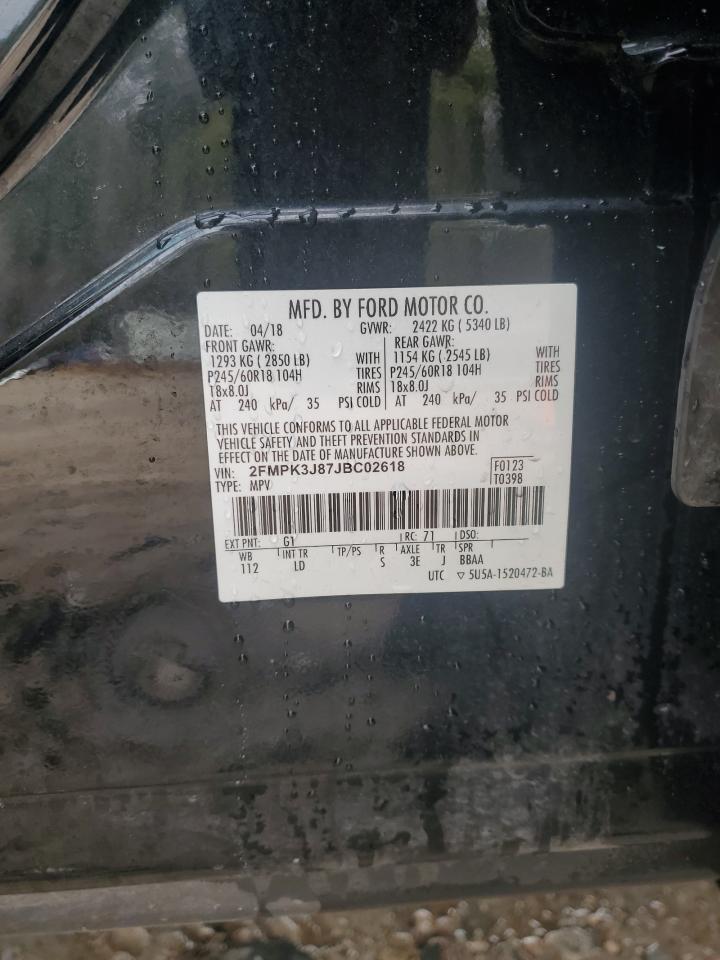 MFD. BY FORD MOTOR CO.
DATE: 04/18 GVWR: 2422 KG ( 5340 LB)
FRONT GAWR: REAR GAWR:
1293 KG ( 2850 LB) WITH 1154 KG ( 2545 LB) WITH
P245/60R18 104H TIRES P245/60R18 104H TIRES
18x8.0J RIMS 18x8.0J RIMS
AT 240 kPa/ 35 PSI COLD AT 240 kPa/ 35 PSI COLD
THIS VEHICLE CONFORMS TO ALL APPLICABLE FEDERAL MOTOR
VEHICLE SAFETY AND THEFT PREVENTION STANDARDS IN
EFFECT ON THE DATE OF MANUFACTURE SHOWN ABOVE.
VIN: 2FMPK3J87JBC02618 F0123
TYPE: MPV T0398
EXT PNT: G1 RC: 71 DSO:
WB INT TR TP/PS R AXLE TR SPR
112 LD S 3E J BBAA
UTC ▽ 5U5A-1520472-BA